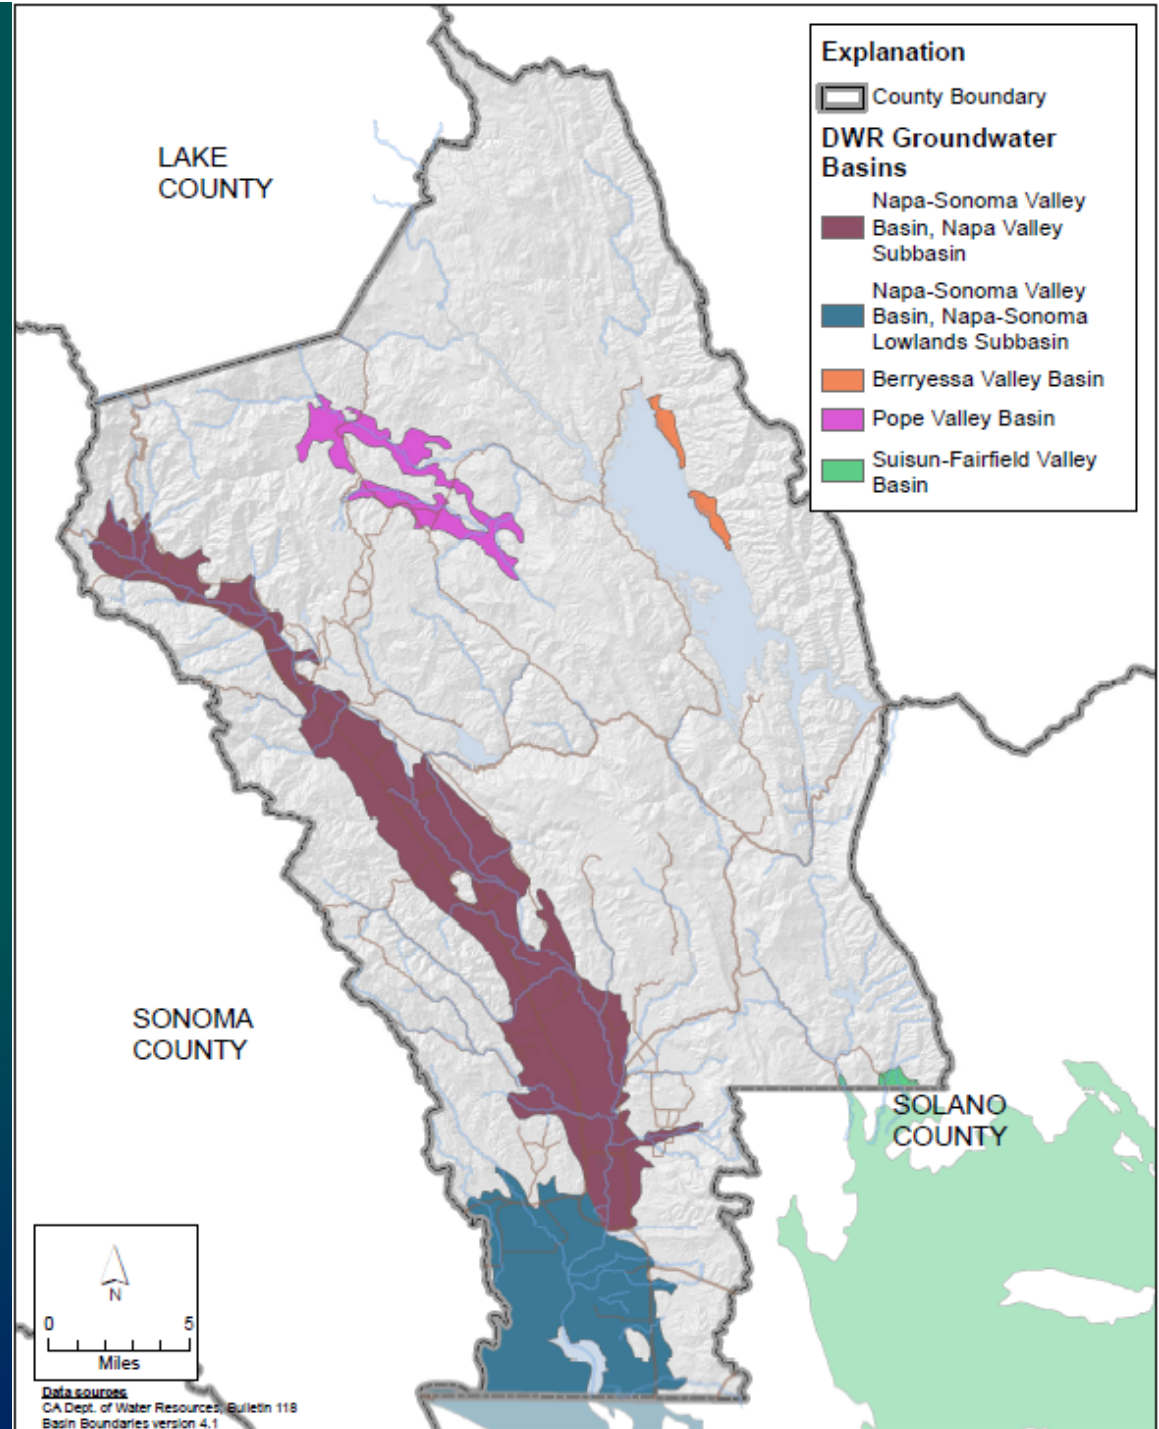 Explanation
County Boundary
DWR Groundwater
Basins
Napa-Sonoma Valley
Basin, Napa Valley
Subbasin
Napa-Sonoma Valley
Basin, Napa-Sonoma
Lowlands Subbasin
Berryessa Valley Basin
Pope Valley Basin
Suisun-Fairfield Valley
Basin
LAKE
COUNTY
SONOMA
COUNTY
SOLANO
COUNTY
N
0 5
Miles
Data sources
CA Dept. of Water Resources, Bulletin 118
Basin Boundaries version 4.1